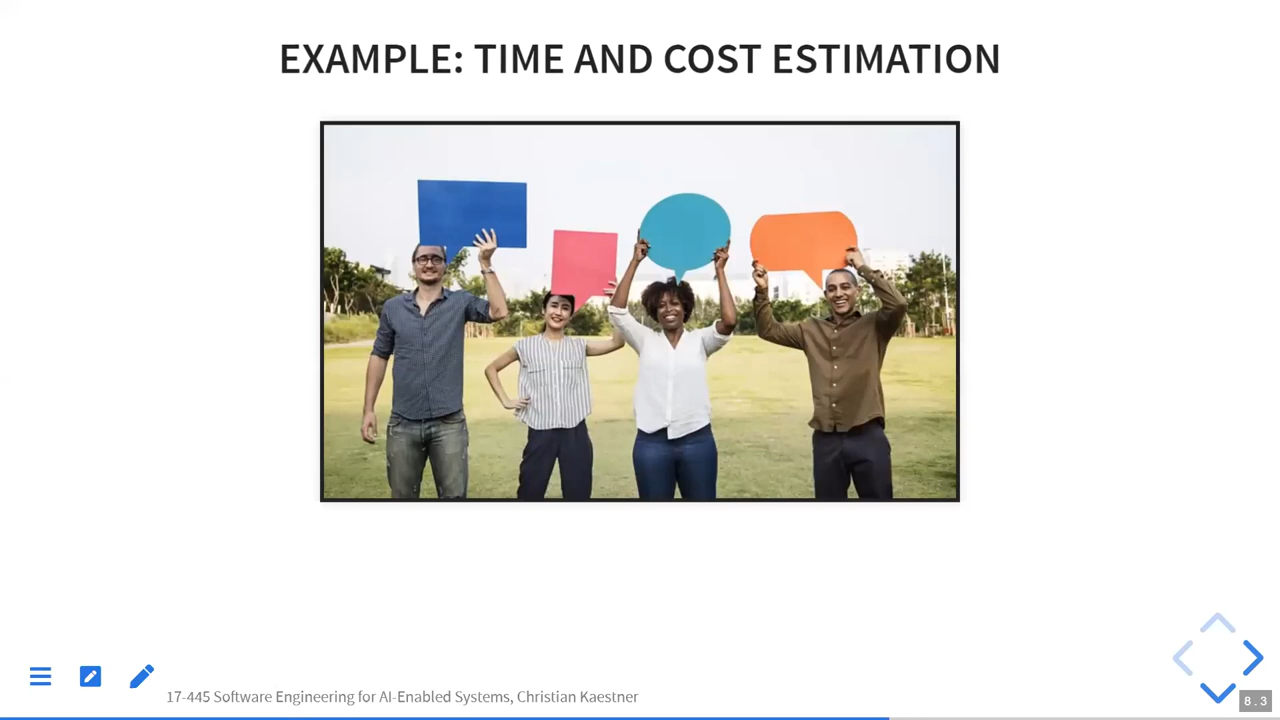 EXAMPLE: TIME AND COST ESTIMATION
17-445 Software Engineering for AI-Enabled Systems, Christian Kaestner
8.3